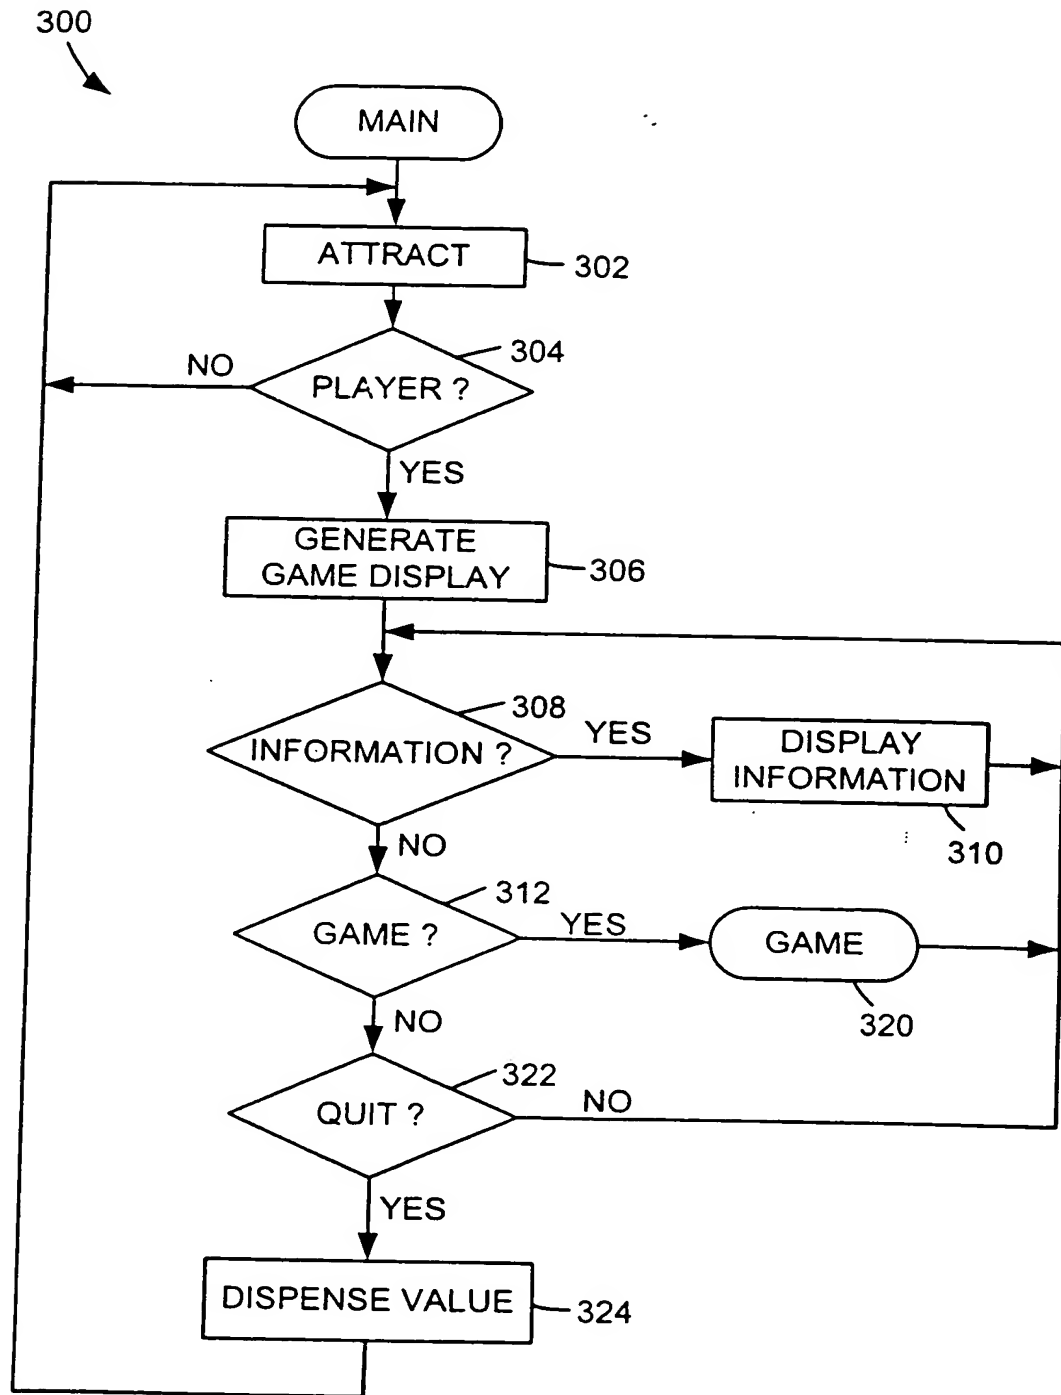 300
MAIN
ATTRACT
302
304
NO
PLAYER ?
YES
GENERATE
GAME DISPLAY
306
308
INFORMATION ?
YES
DISPLAY
INFORMATION
310
NO
312
GAME ?
YES
GAME
320
NO
322
QUIT ?
NO
YES
DISPENSE VALUE
324